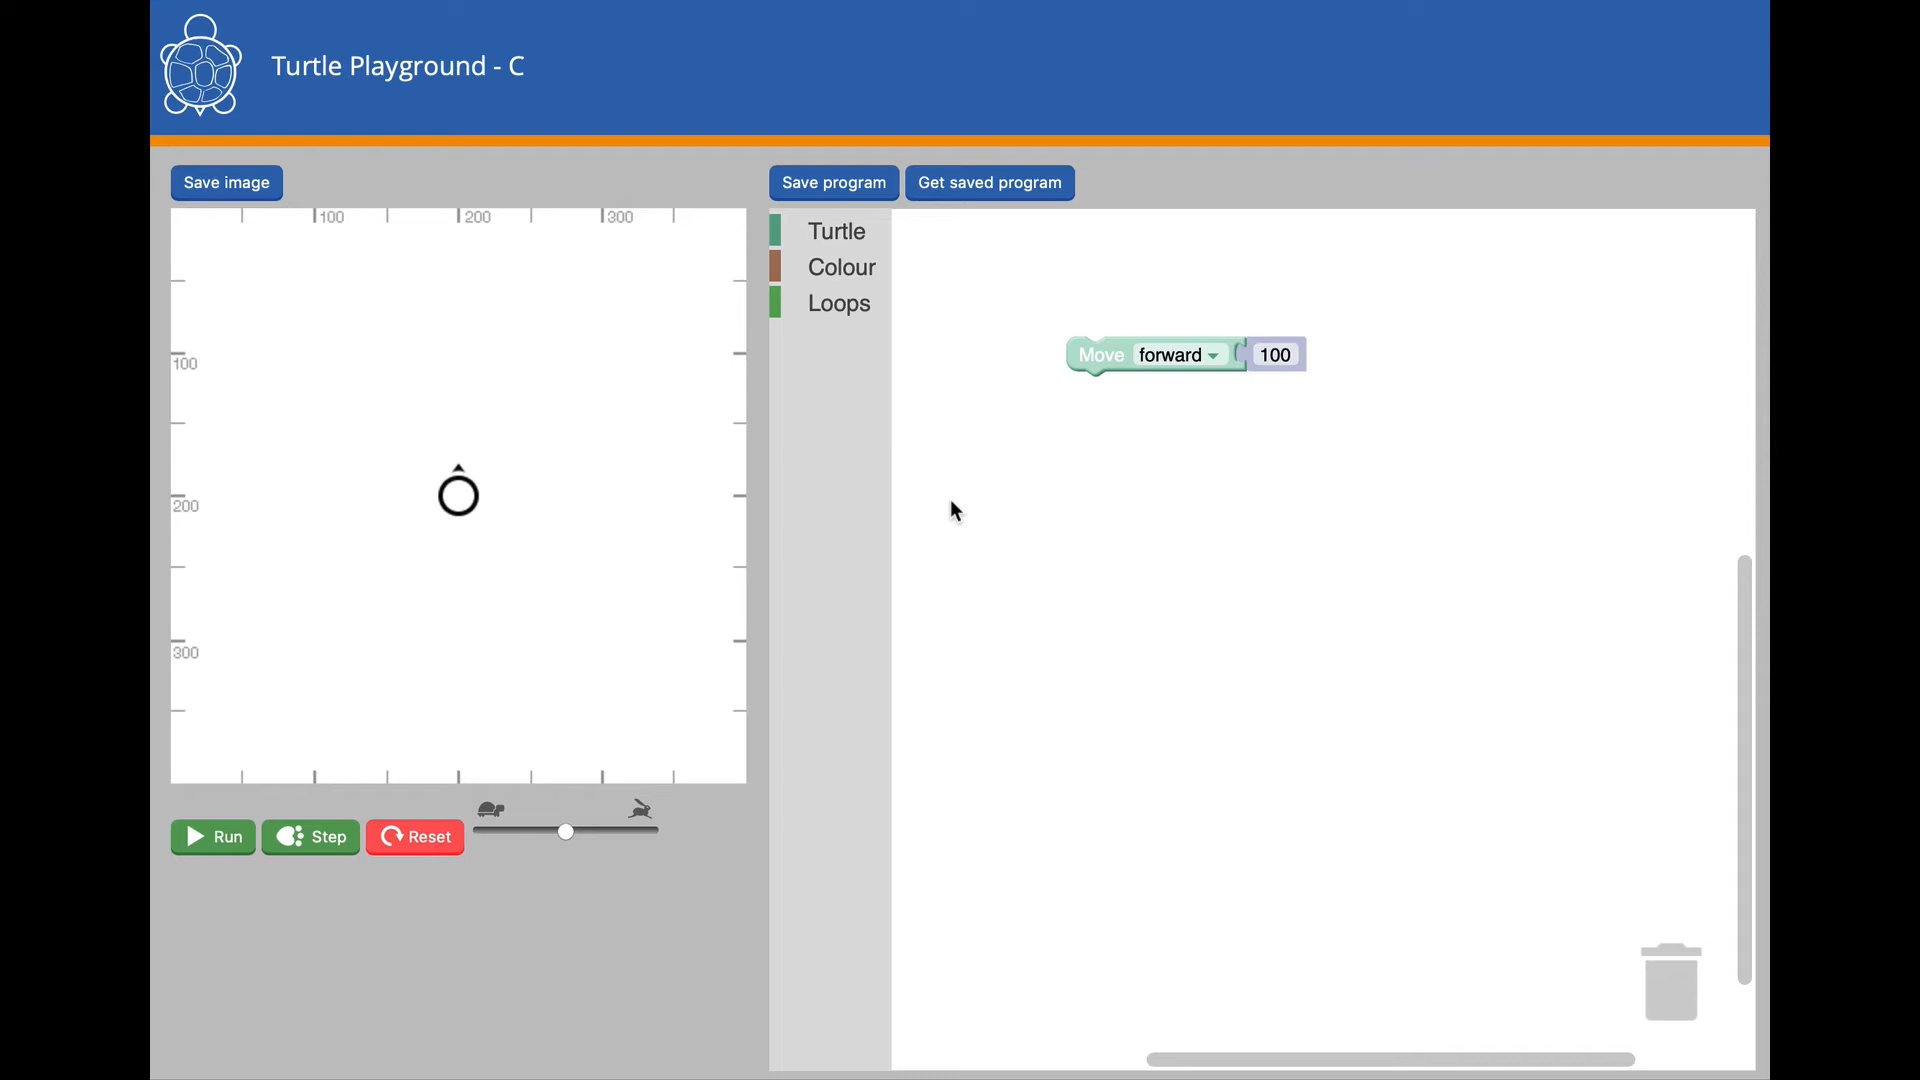 Turtle Playground - C
Save image
Save program
Get saved program
100
200
300
100
200
300
Turtle
Colour
Loops
Move forward 100
Run
Step
Reset